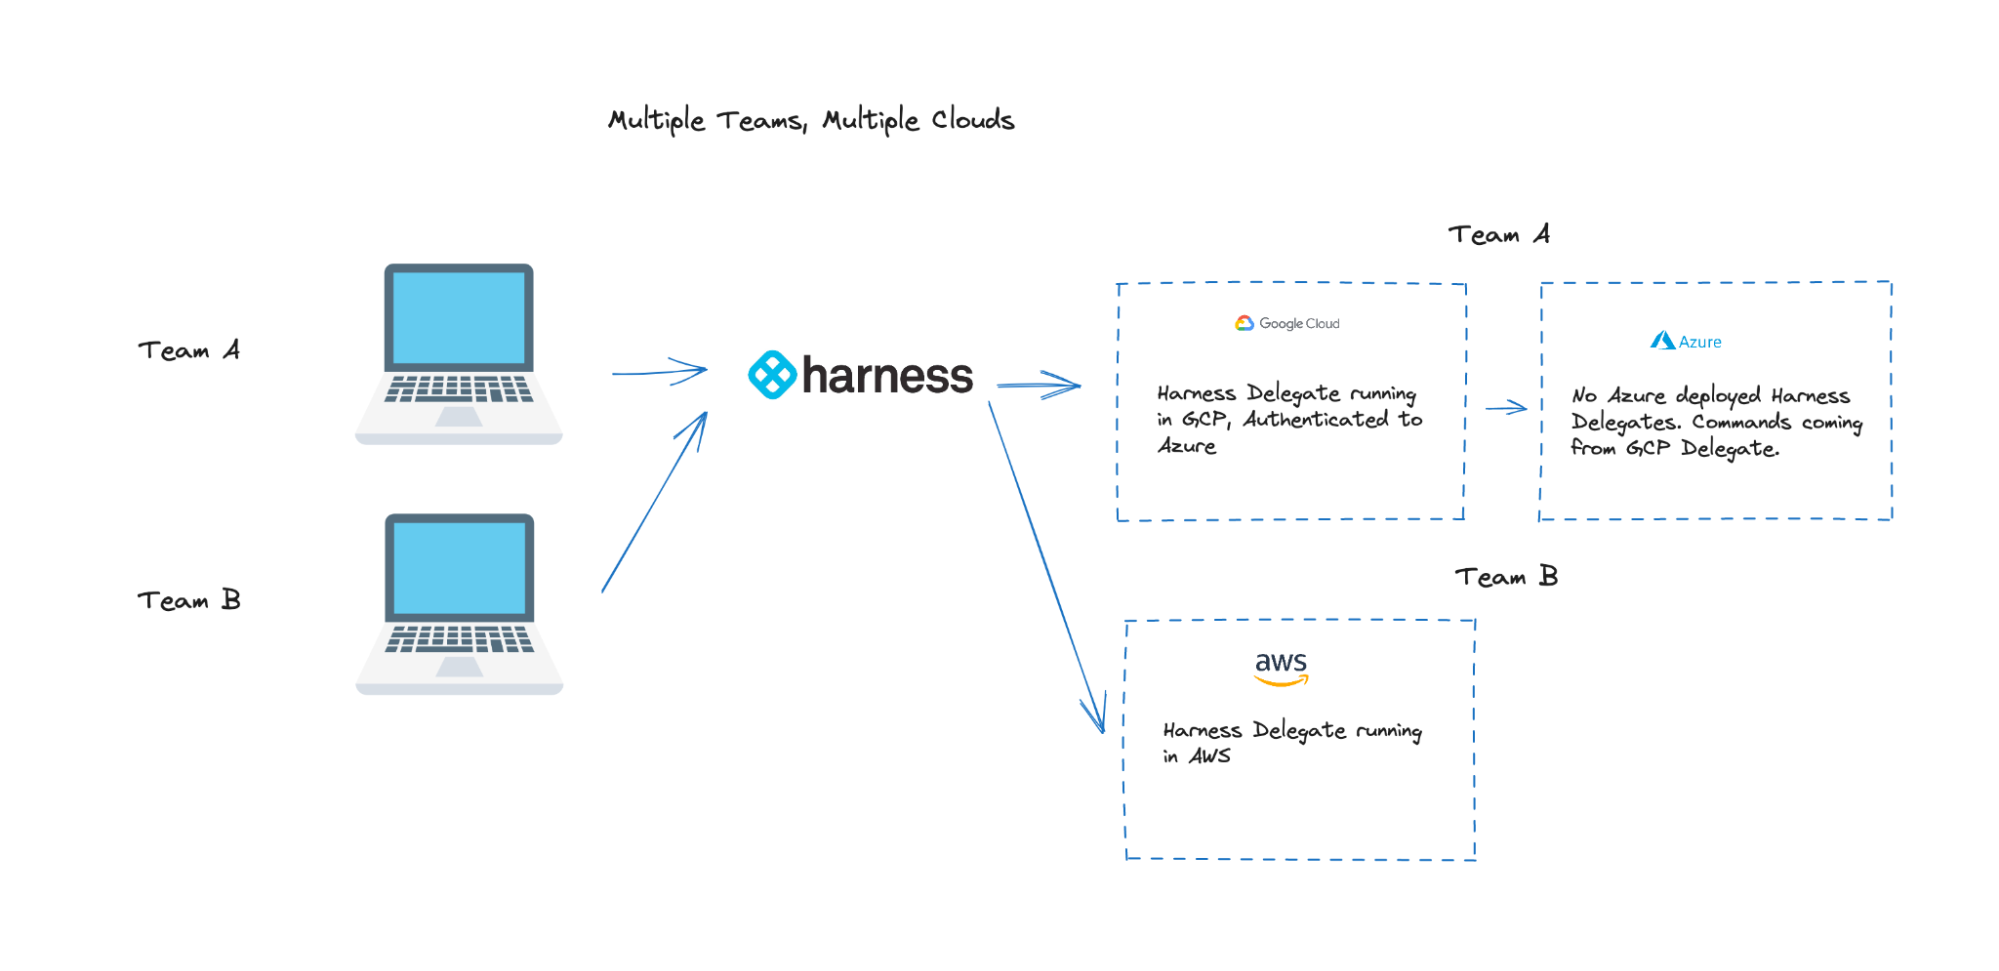 Multiple Teams, Multiple Clouds
Team A
Team B
harness
Team A
Google Cloud
Harness Delegate running
in GCP, Authenticated to
Azure
Azure
No Azure deployed Harness
Delegates. Commands coming
from GCP Delegate.
Team B
aws
Harness Delegate running
in AWS